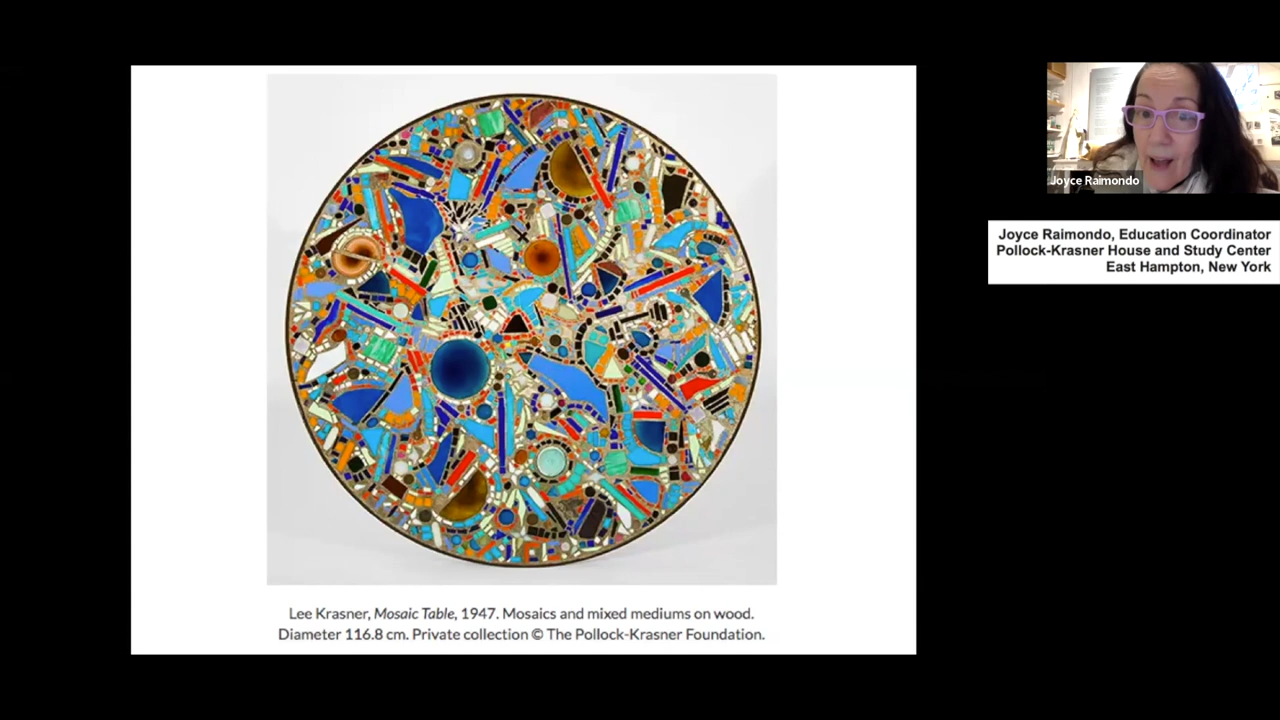 Joyce Raimondo
Joyce Raimondo, Education Coordinator
Pollock-Krasner House and Study Center
East Hampton, New York
Lee Krasner, Mosaic Table, 1947. Mosaics and mixed mediums on wood.
Diameter 116.8 cm. Private collection © The Pollock-Krasner Foundation.